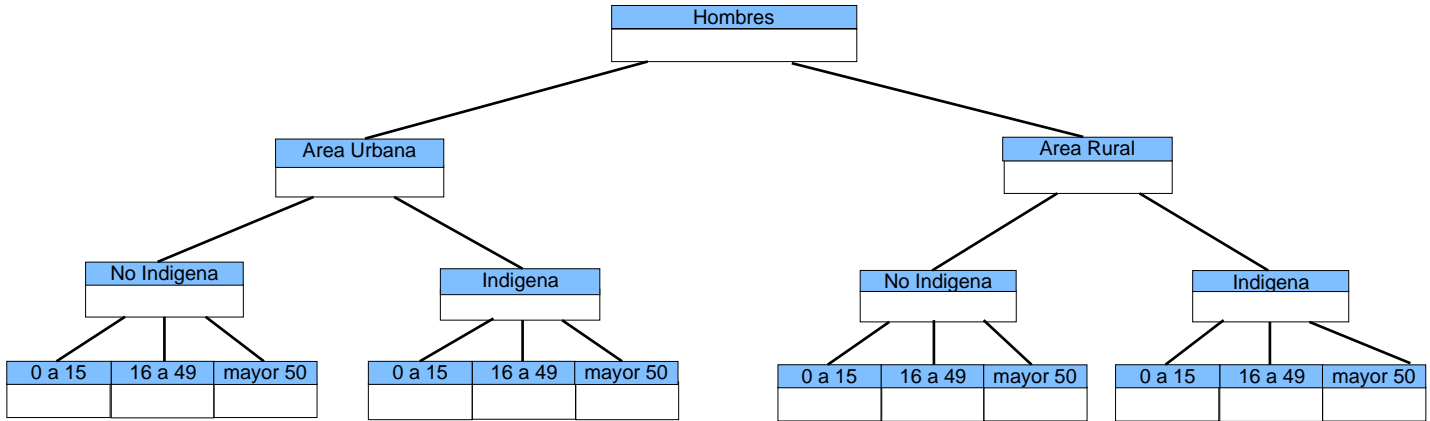 Hombres
Area Urbana
Area Rural
No Indigena
Indigena
No Indigena
Indigena
0 a 15 16 a 49 mayor 50
0 a 15 16 a 49 mayor 50
0 a 15 16 a 49 mayor 50
0 a 15 16 a 49 mayor 50